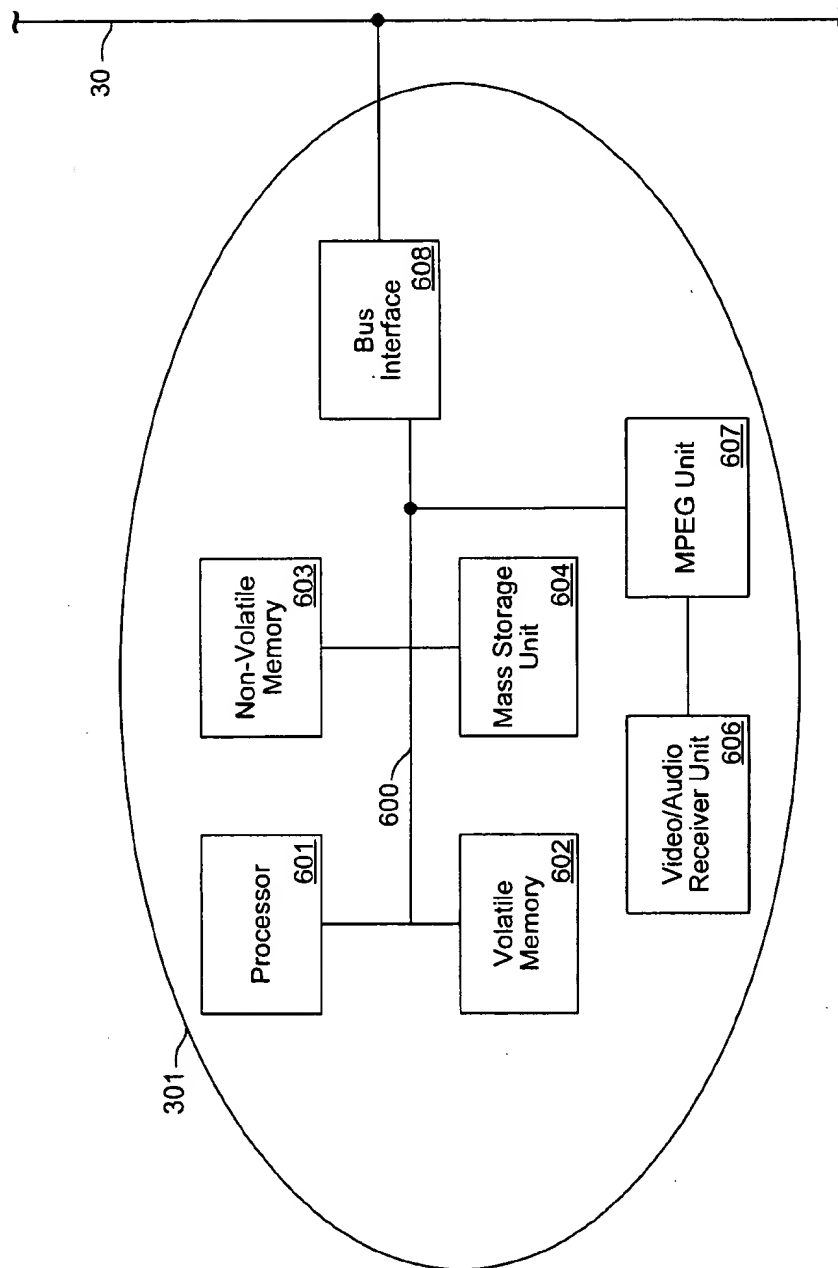 30
301
Processor
601
Non-Volatile
Memory
603
Bus
Interface
608
600
Volatile
Memory
602
Mass Storage
Unit
604
Video/Audio
Receiver Unit
606
MPEG Unit
607